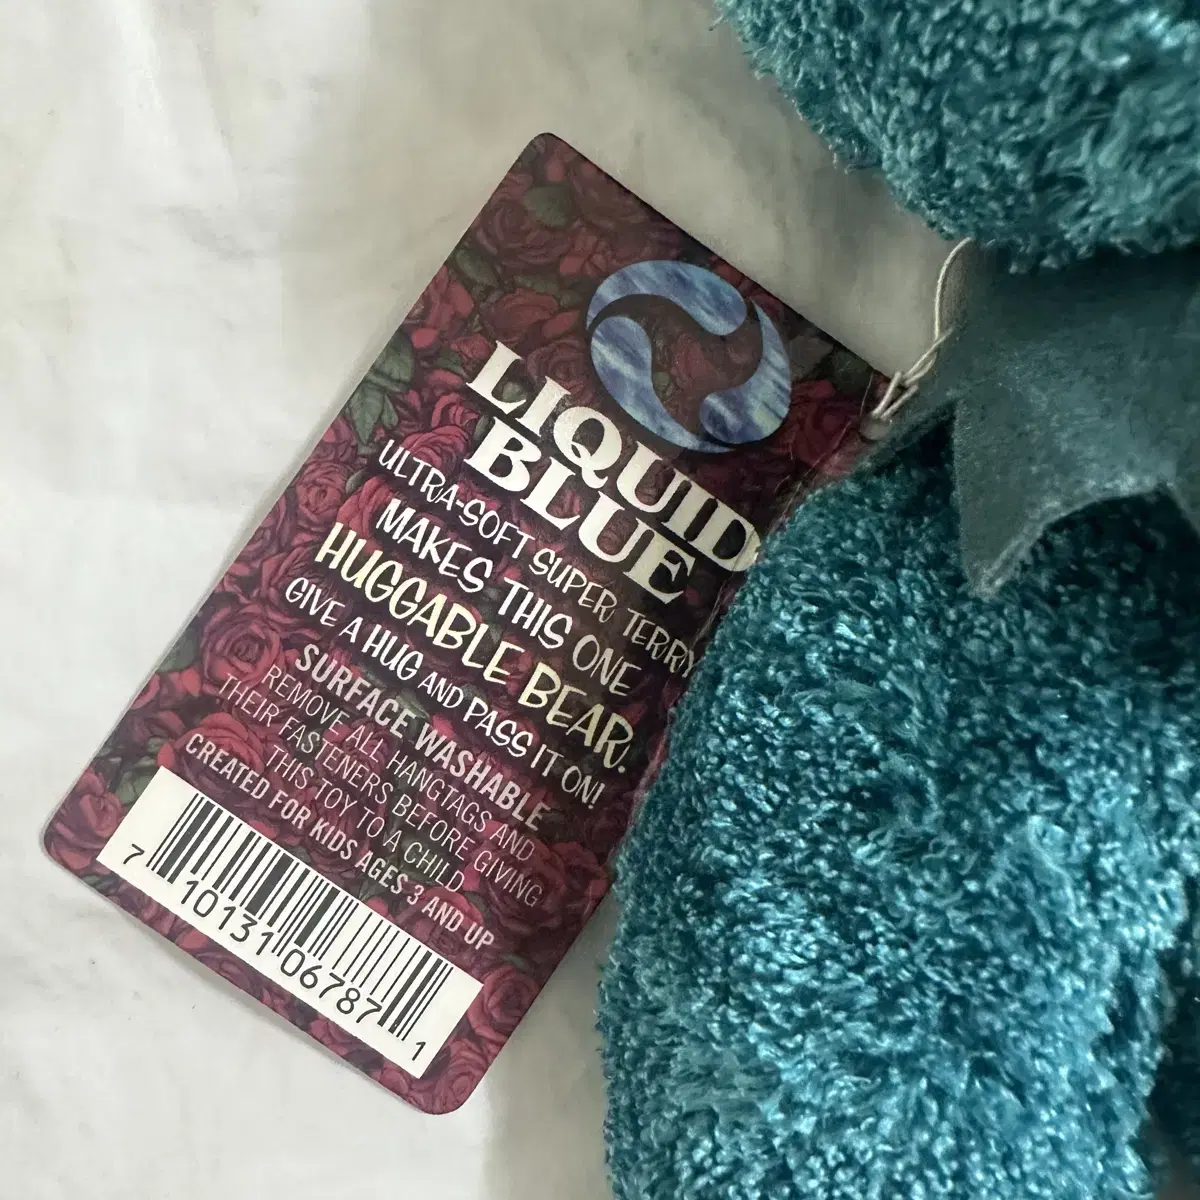 LIQUID
BLUE
ULTRA-SOFT SUPER TERRY
MAKES THIS ONE
HUGGABLE BEAR.
GIVE A HUG AND PASS IT ON!
SURFACE WASHABLE
REMOVE ALL HANGTAGS AND
THEIR FASTENERS BEFORE GIVING
THIS TOY TO A CHILD
CREATED FOR KIDS AGES 3 AND UP
7 10131 06787 1